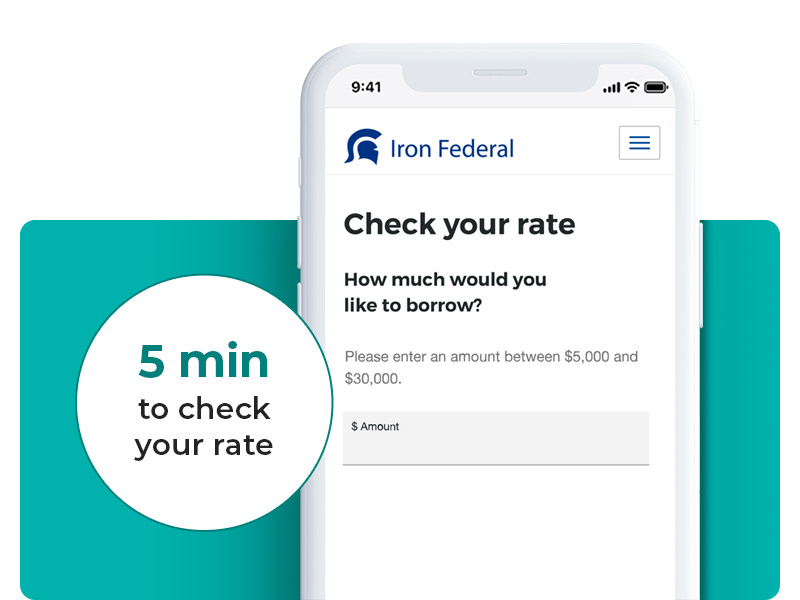 9:41
Iron Federal
Check your rate
How much would you
like to borrow?
Please enter an amount between $5,000 and
$30,000.
$ Amount
5 min
to check
your rate